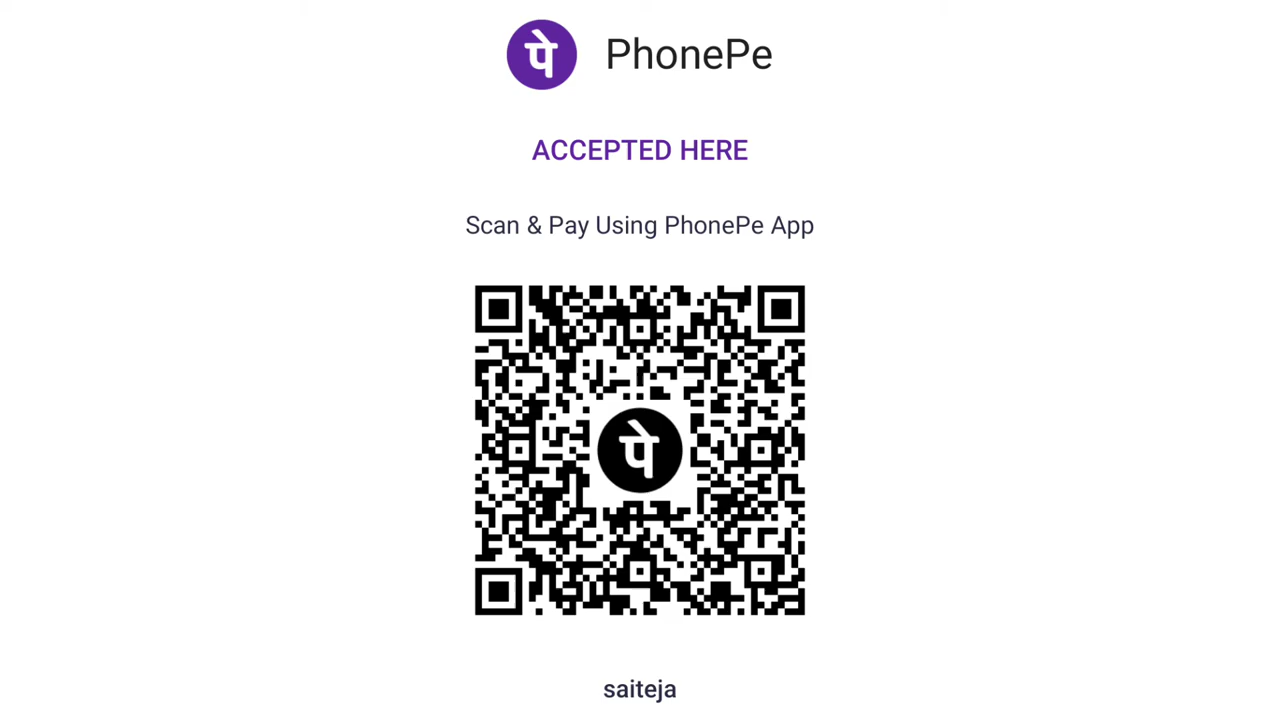 पे PhonePe
ACCEPTED HERE
Scan & Pay Using PhonePe App
पे
saiteja